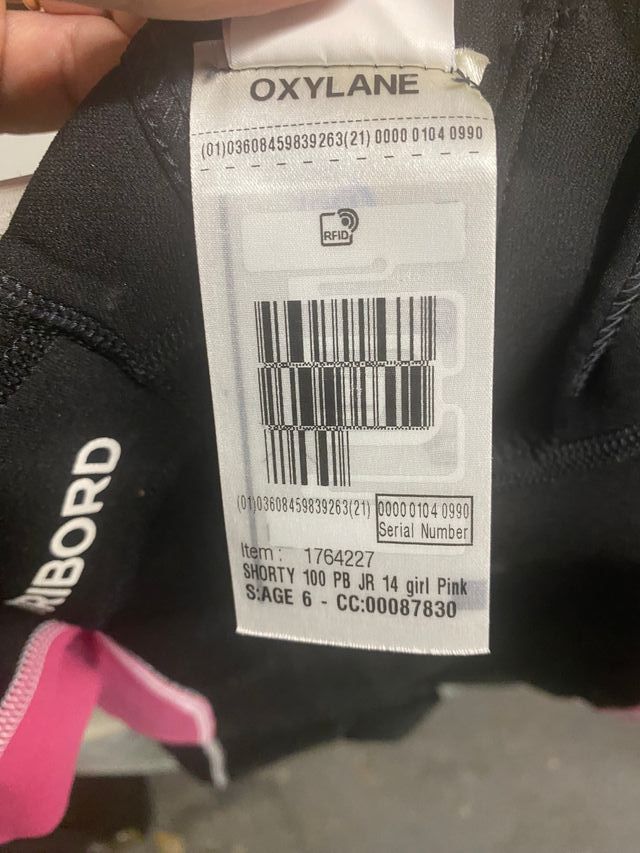 OXYLANE
(01)03608459839263(21) 0000 0104 0990
RFID
(01)03608459839263(21)
0000 0104 0990
Serial Number
Item : 1764227
SHORTY 100 PB JR 14 girl Pink
S:AGE 6 - CC:00087830
RIBORD